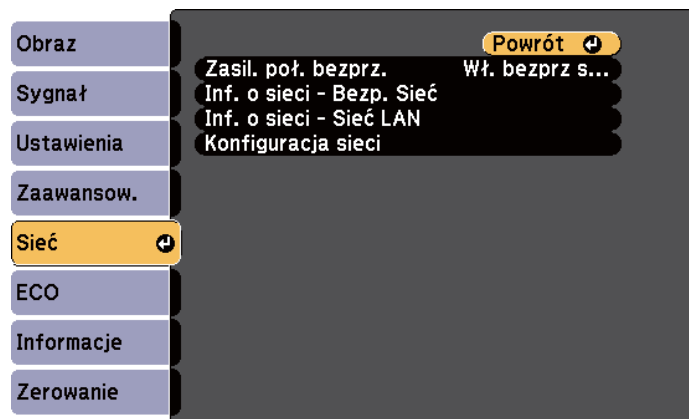 Obraz
Sygnał
Ustawienia
Zaawansow.
Sieć
ECO
Informacje
Zerowanie
Powrót
Zasil. poł. bezprz. Wł. bezprz s...
Inf. o sieci - Bezp. Sieć
Inf. o sieci - Sieć LAN
Konfiguracja sieci